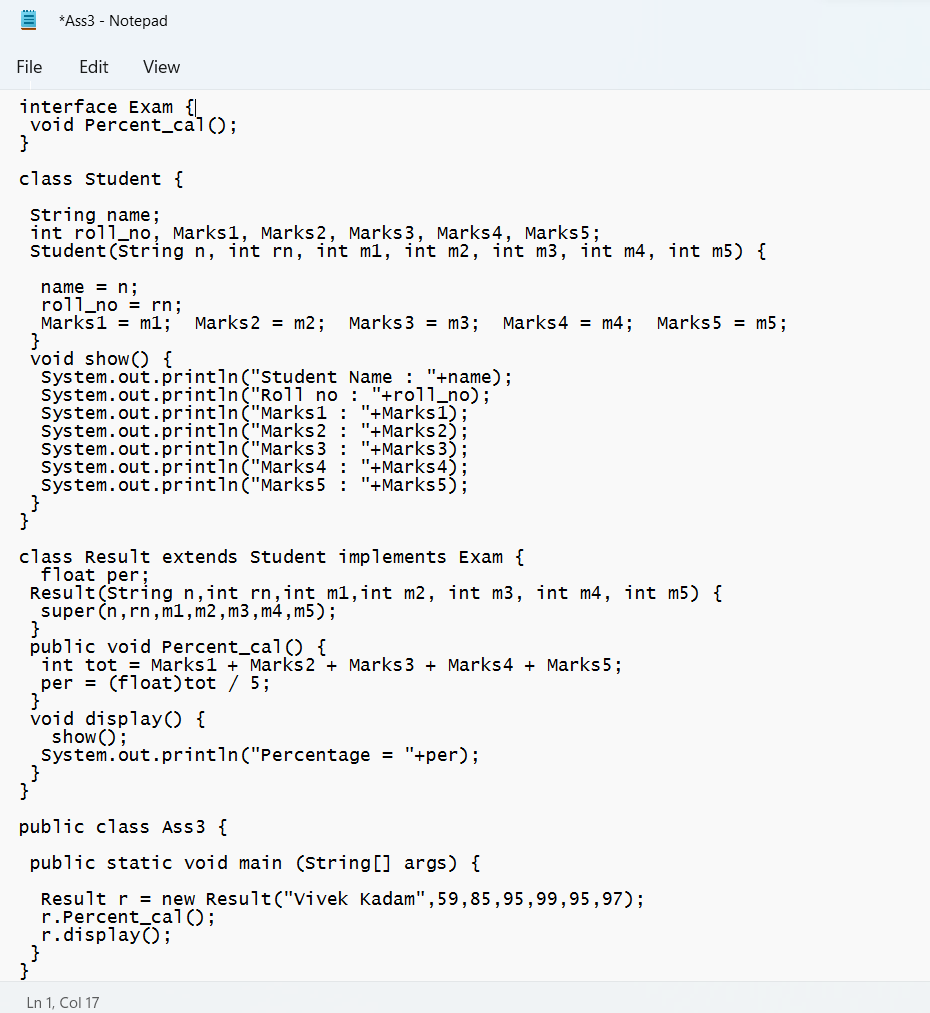 *Ass3 - Notepad
File Edit View
interface Exam {
 void Percent_cal();
}

class Student {

 String name;
 int roll_no, Marks1, Marks2, Marks3, Marks4, Marks5;
 Student(String n, int rn, int m1, int m2, int m3, int m4, int m5) {

  name = n;
  roll_no = rn;
  Marks1 = m1;  Marks2 = m2;  Marks3 = m3;  Marks4 = m4;  Marks5 = m5;
 }
 void show() {
  System.out.println("Student Name : "+name);
  System.out.println("Roll no : "+roll_no);
  System.out.println("Marks1 : "+Marks1);
  System.out.println("Marks2 : "+Marks2);
  System.out.println("Marks3 : "+Marks3);
  System.out.println("Marks4 : "+Marks4);
  System.out.println("Marks5 : "+Marks5);
 }
}

class Result extends Student implements Exam {
  float per;
 Result(String n,int rn,int m1,int m2, int m3, int m4, int m5) {
  super(n,rn,m1,m2,m3,m4,m5);
 }
 public void Percent_cal() {
  int tot = Marks1 + Marks2 + Marks3 + Marks4 + Marks5;
  per = (float)tot / 5;
 }
 void display() {
   show();
  System.out.println("Percentage = "+per);
 }
}

public class Ass3 {

 public static void main (String[] args) {

  Result r = new Result("Vivek Kadam",59,85,95,99,95,97);
  r.Percent_cal();
  r.display();
 }
}
Ln 1, Col 17